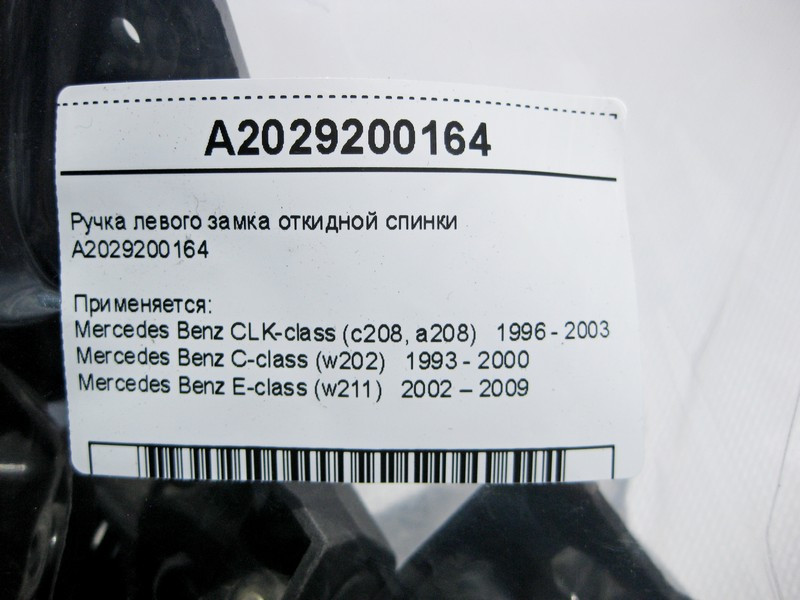 A2029200164
Ручка левого замка откидной спинки
A2029200164
Применяется:
Mercedes Benz CLK-class (c208, a208) 1996 - 2003
Mercedes Benz C-class (w202) 1993 - 2000
Mercedes Benz E-class (w211) 2002 – 2009